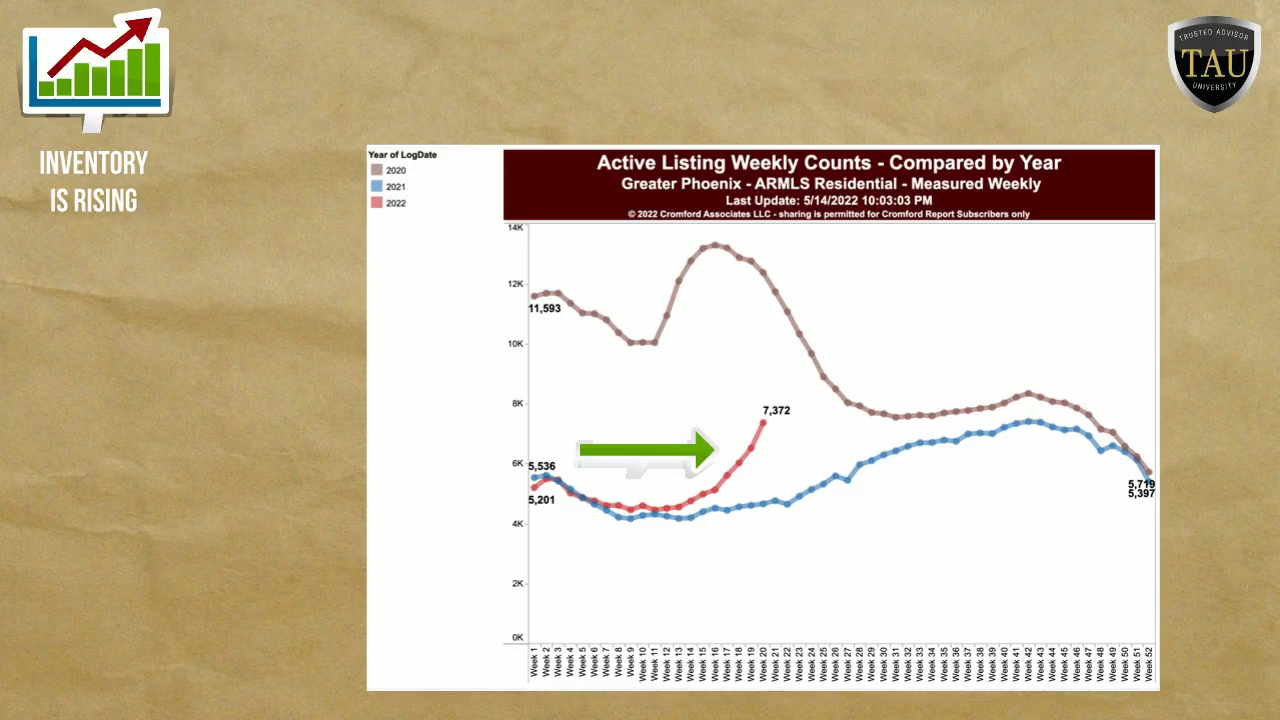 INVENTORY
IS RISING
TRUSTED ADVISOR
TAU
UNIVERSITY
Year of LogDate
2020
2021
2022
Active Listing Weekly Counts - Compared by Year
Greater Phoenix - ARMLS Residential - Measured Weekly
Last Update: 5/14/2022 10:03:03 PM
© 2022 Cromford Associates LLC - sharing is permitted for Cromford Report Subscribers only
14K
12K
10K
8K
6K
4K
2K
0K
11,593
5,536
5,201
7,372
5,719
5,397
Week 1
Week 2
Week 3
Week 4
Week 5
Week 6
Week 7
Week 8
Week 9
Week 10
Week 11
Week 12
Week 13
Week 14
Week 15
Week 16
Week 17
Week 18
Week 19
Week 20
Week 21
Week 22
Week 23
Week 24
Week 25
Week 26
Week 27
Week 28
Week 29
Week 30
Week 31
Week 32
Week 33
Week 34
Week 35
Week 36
Week 37
Week 38
Week 39
Week 40
Week 41
Week 42
Week 43
Week 44
Week 45
Week 46
Week 47
Week 48
Week 49
Week 50
Week 51
Week 52